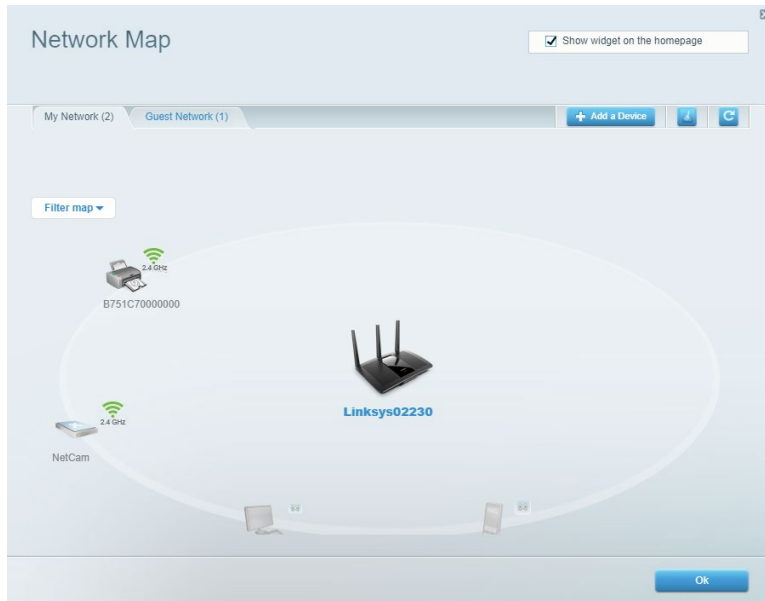 Network Map
Show widget on the homepage
My Network (2)
Guest Network (1)
Add a Device
Filter map
2.4 GHz
B751C70000000
Linksys02230
2.4 GHz
NetCam
Ok